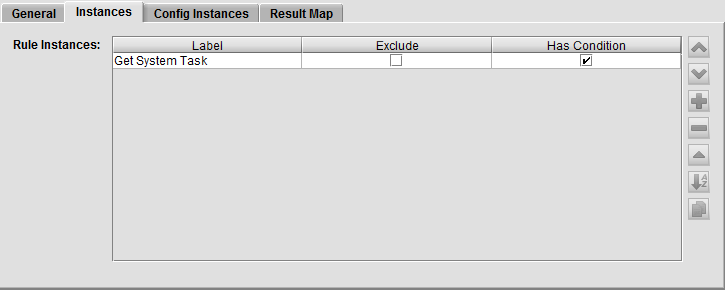 General Instances Config Instances Result Map
Rule Instances: Label Exclude Has Condition
Get System Task